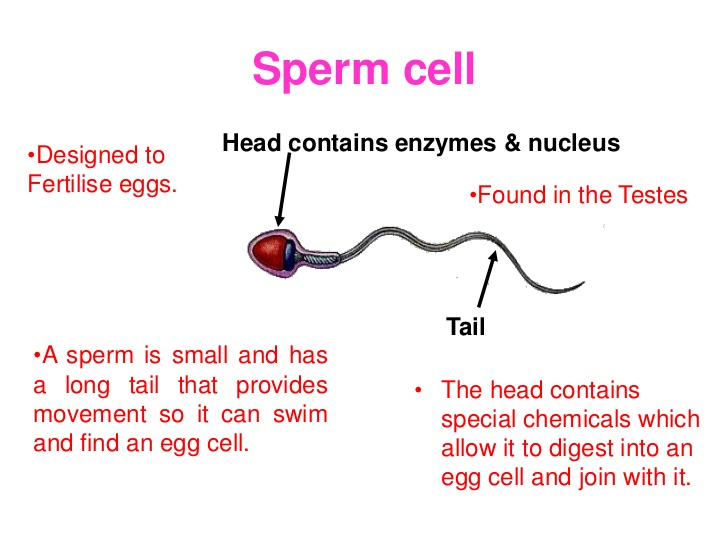 Sperm cell
Head contains enzymes & nucleus
•Designed to
Fertilise eggs.
•Found in the Testes
Tail
•A sperm is small and has
a long tail that provides
movement so it can swim
and find an egg cell.
• The head contains
special chemicals which
allow it to digest into an
egg cell and join with it.